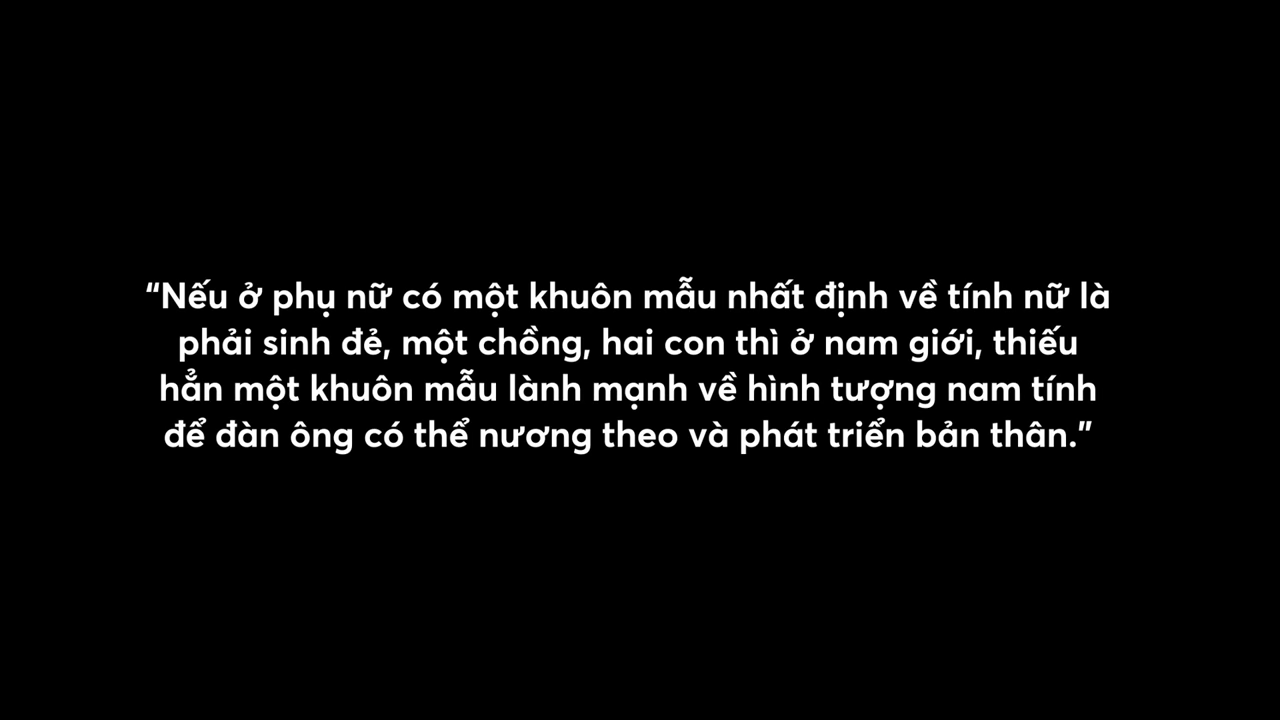 “Nếu ở phụ nữ có một khuôn mẫu nhất định về tính nữ là
phải sinh đẻ, một chồng, hai con thì ở nam giới, thiếu
hẳn một khuôn mẫu lành mạnh về hình tượng nam tính
để đàn ông có thể nương theo và phát triển bản thân.”